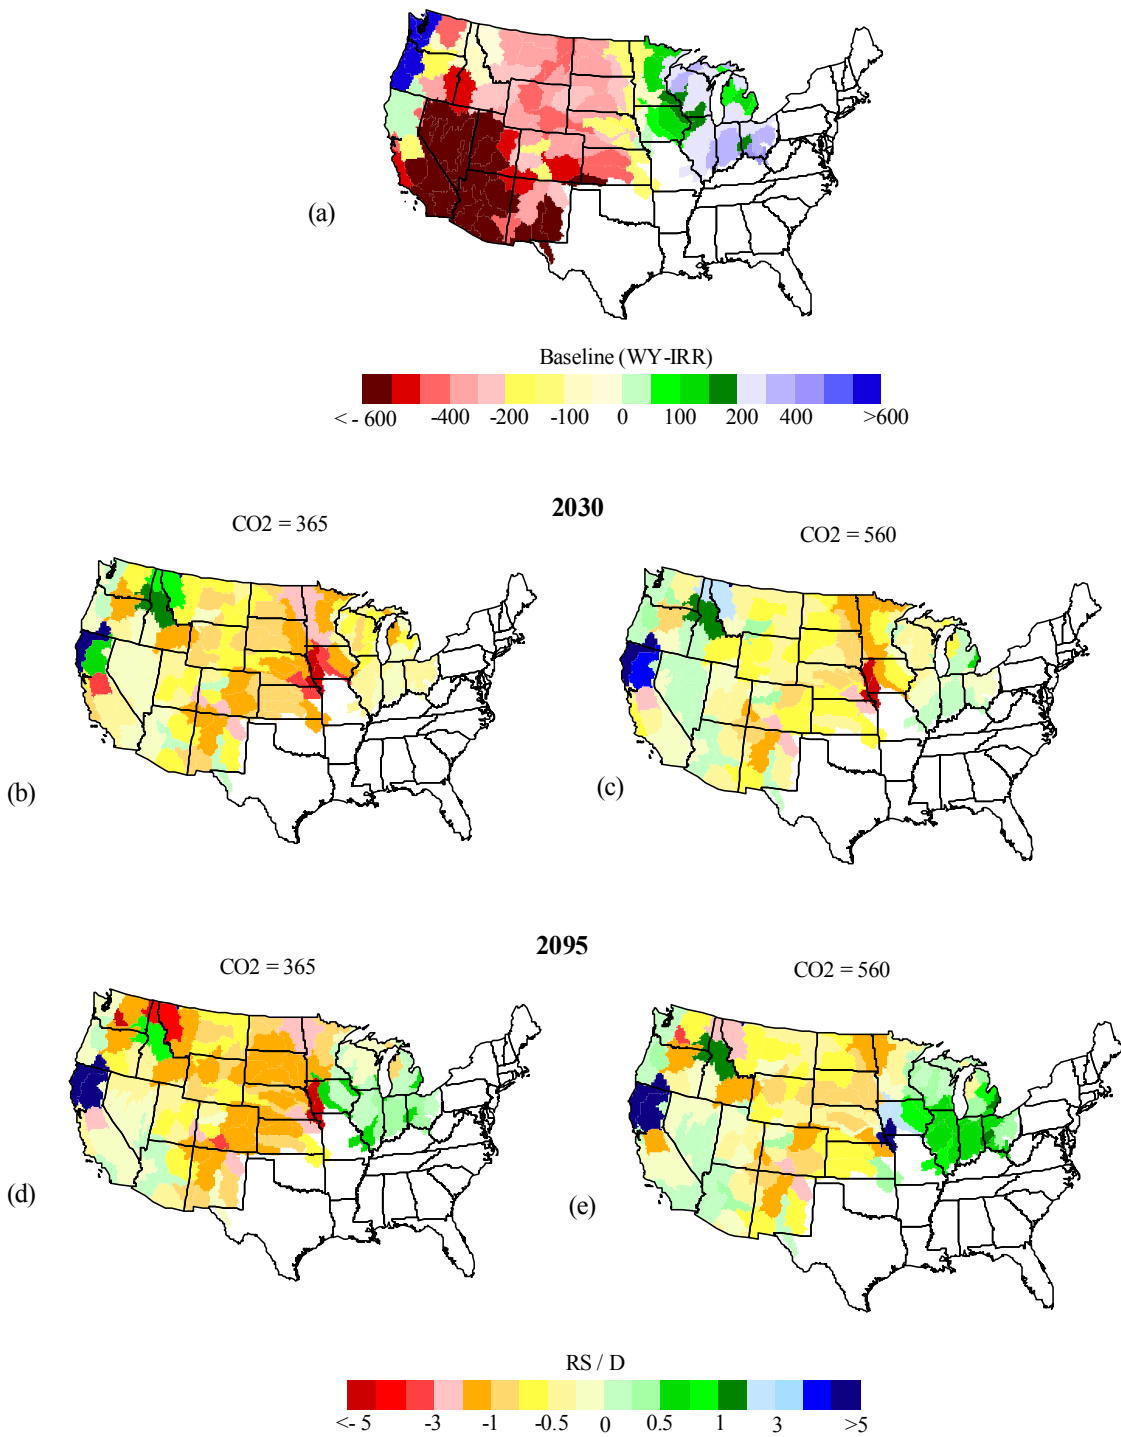 (a)
Baseline (WY-IRR)
< - 600 -400 -200 -100 0 100 200 400 >600
2030
CO2 = 365
CO2 = 560
(b)
(c)
2095
CO2 = 365
CO2 = 560
(d)
(e)
RS / D
<- 5 -3 -1 -0.5 0 0.5 1 3 >5